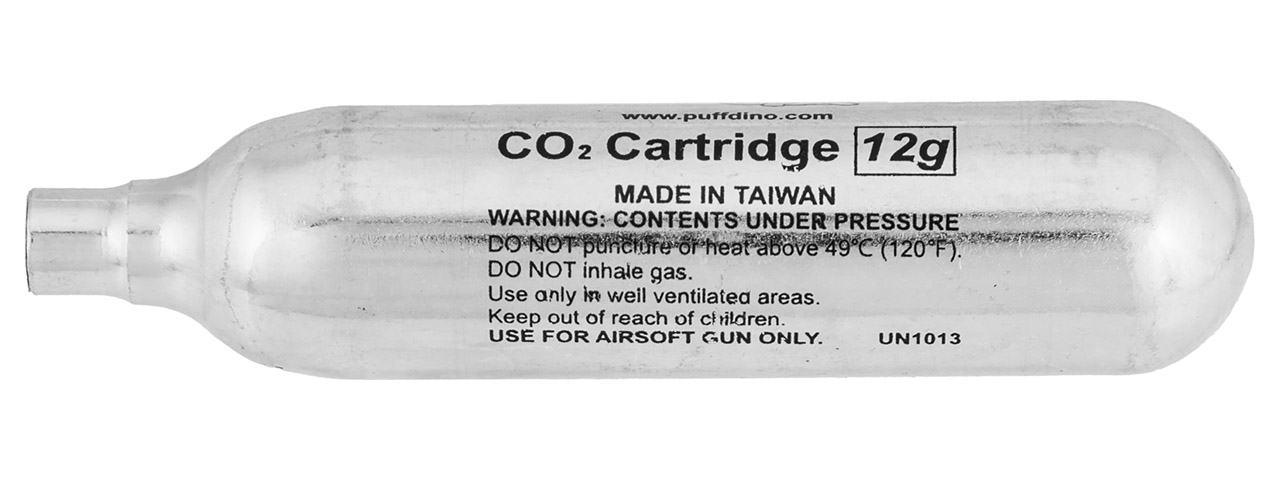 www.puffdino.com
CO₂ Cartridge 12g
MADE IN TAIWAN
WARNING: CONTENTS UNDER PRESSURE
DO NOT puncture or heat above 49°C (120°F).
DO NOT inhale gas.
Use only in well ventilated areas.
Keep out of reach of children.
USE FOR AIRSOFT GUN ONLY. UN1013